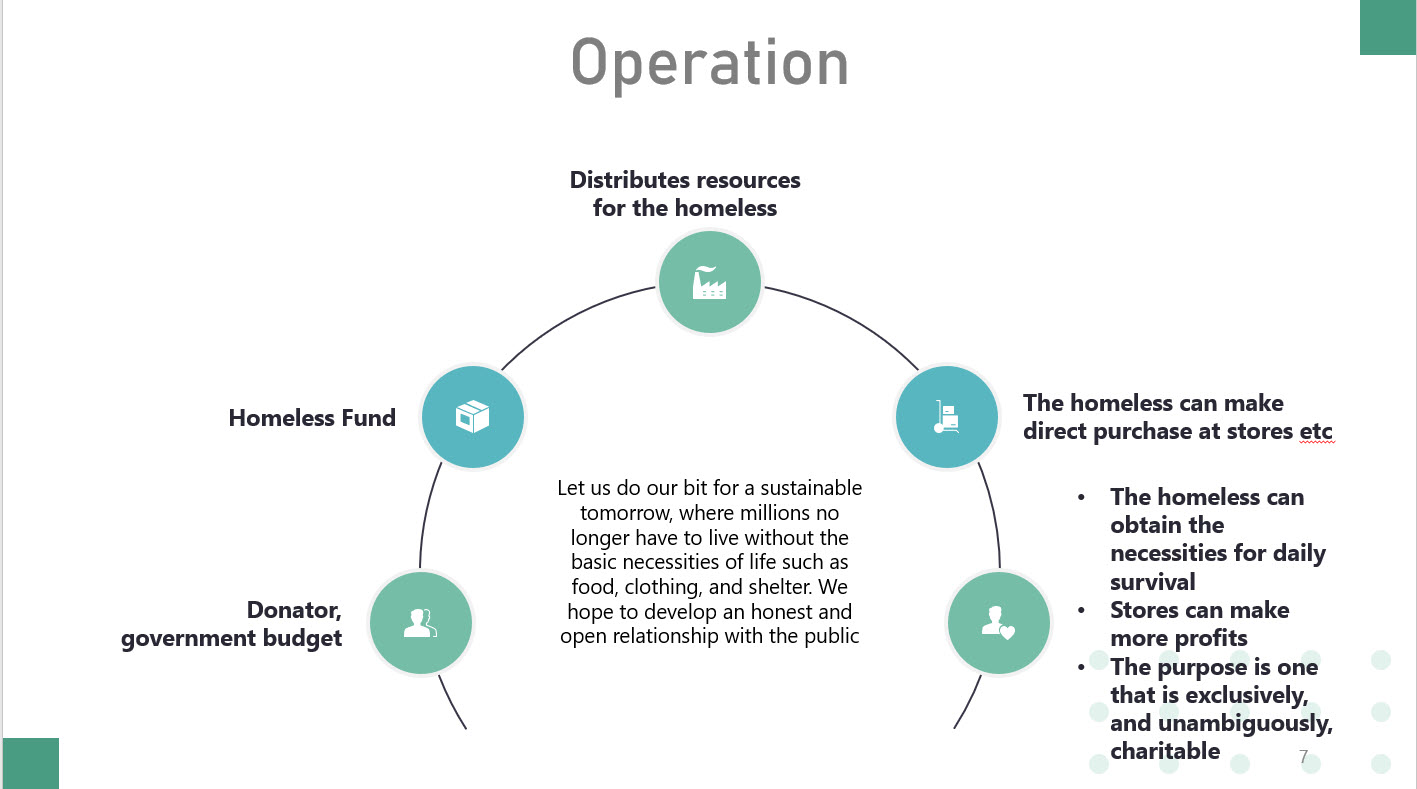 Operation
Distributes resources
for the homeless
Homeless Fund
The homeless can make
direct purchase at stores etc
Let us do our bit for a sustainable
tomorrow, where millions no
longer have to live without the
basic necessities of life such as
food, clothing, and shelter. We
hope to develop an honest and
open relationship with the public
Donator,
government budget
• The homeless can
obtain the
necessities for daily
survival
• Stores can make
more profits
• The purpose is one
that is exclusively,
and unambiguously,
charitable
7